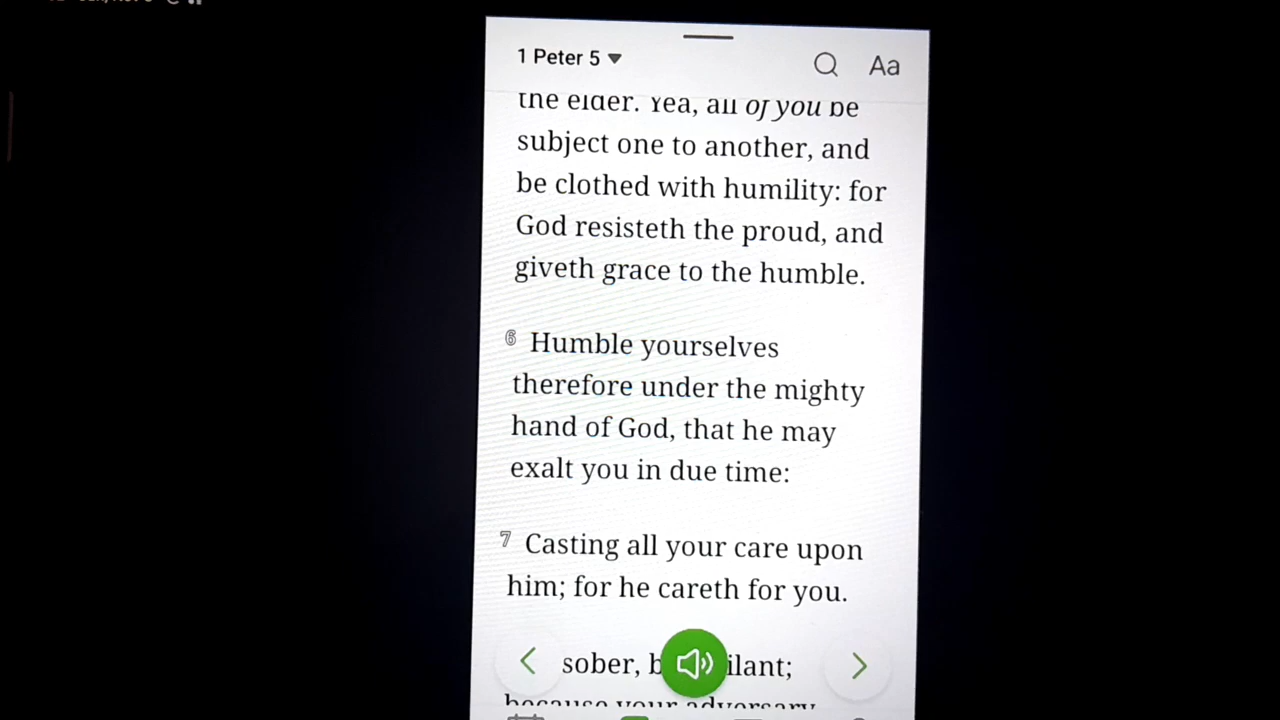 1 Peter 5
Aa
the elder. Yea, all of you be
subject one to another, and
be clothed with humility: for
God resisteth the proud, and
giveth grace to the humble.
6 Humble yourselves
therefore under the mighty
hand of God, that he may
exalt you in due time:
7 Casting all your care upon
him; for he careth for you.
sober, b ilant;
because your adversary